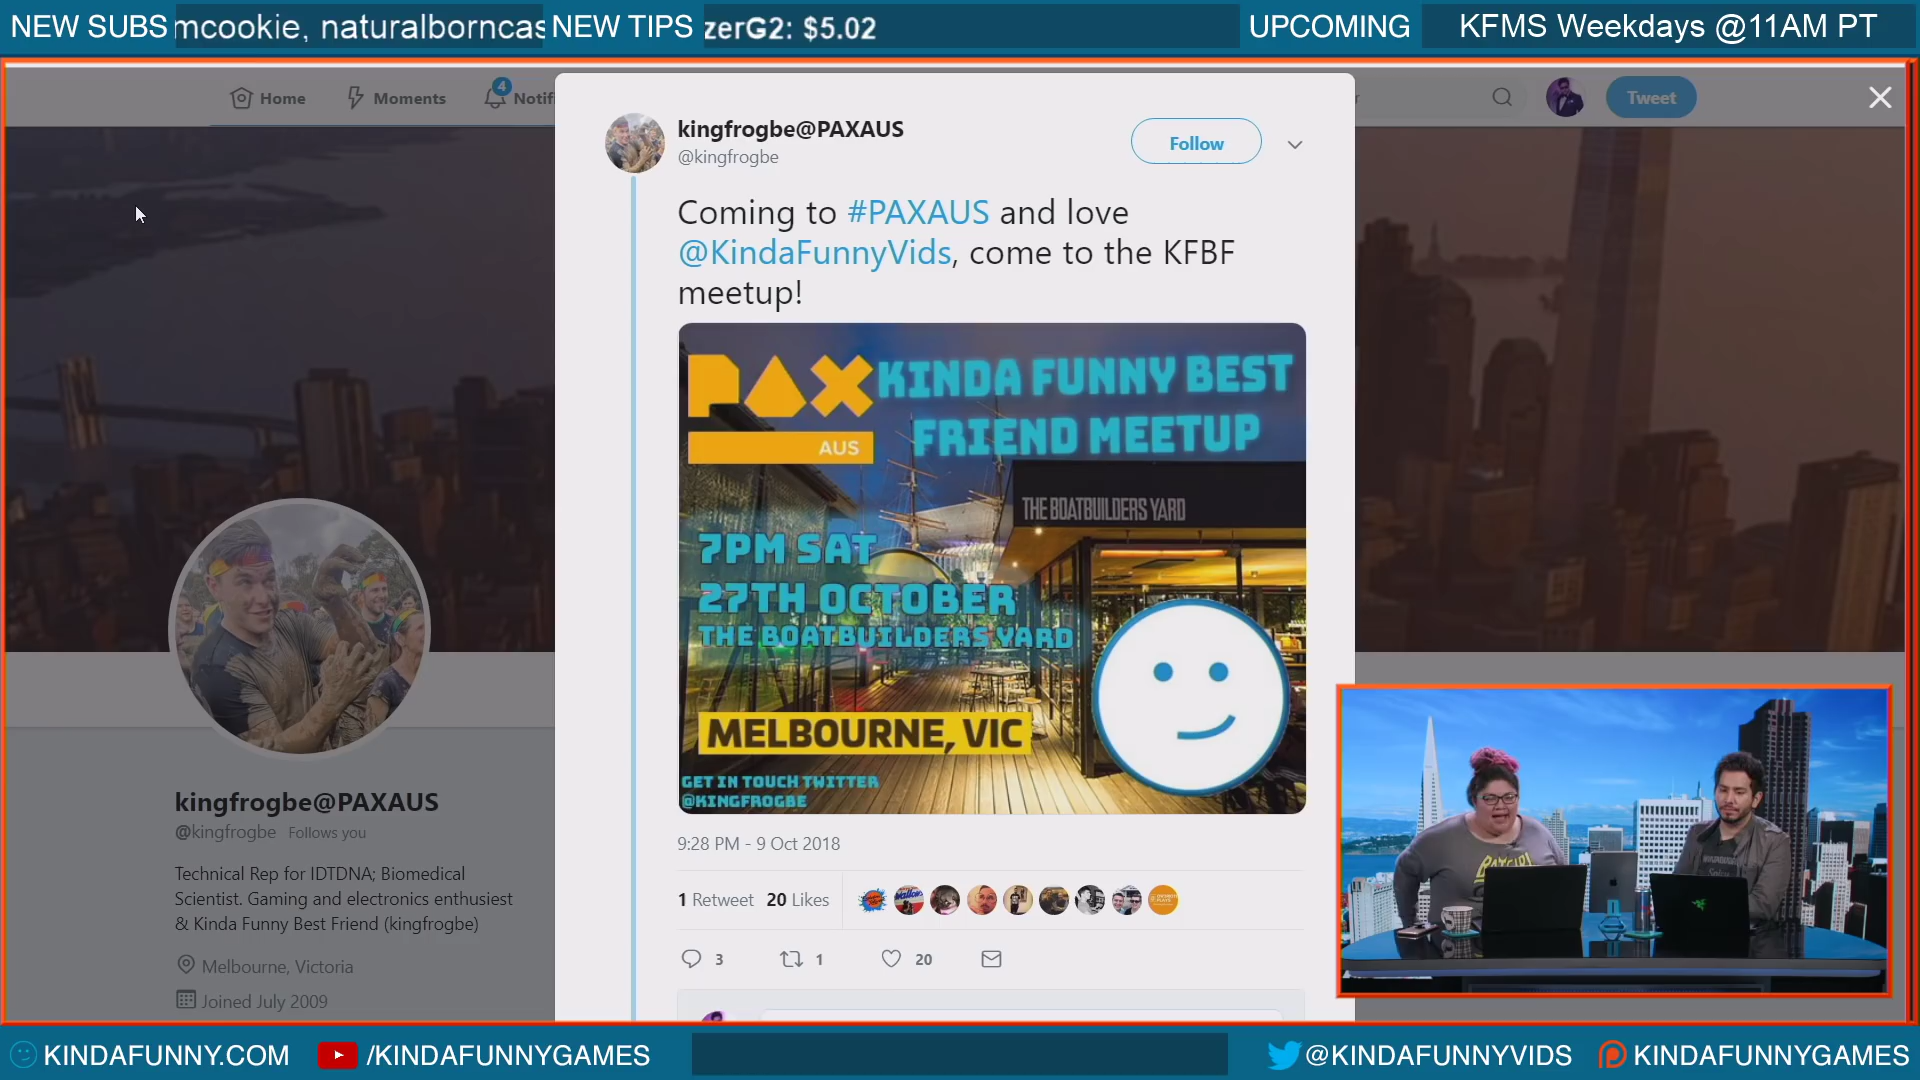 NEW SUBS
mcookie, naturalborncas
NEW TIPS
zerG2: $5.02
UPCOMING
KFMS Weekdays @11AM PT
Home
Moments
4
Notifi
Tweet
kingfrogbe@PAXAUS
@kingfrogbe
Follow
Coming to #PAXAUS and love
@KindaFunnyVids, come to the KFBF
meetup!
PAX
AUS
KINDA FUNNY BEST
FRIEND MEETUP
THE BOATBUILDERS YARD
7PM SAT
27TH OCTOBER
THE BOATBUILDERS YARD
MELBOURNE, VIC
GET IN TOUCH TWITTER
@KINGFROGBE
9:28 PM - 9 Oct 2018
1 Retweet 20 Likes
3
1
20
kingfrogbe@PAXAUS
@kingfrogbe Follows you
Technical Rep for IDTDNA; Biomedical
Scientist. Gaming and electronics enthusiest
& Kinda Funny Best Friend (kingfrogbe)
Melbourne, Victoria
Joined July 2009
BATGIRL
KINDAFUNNY.COM
/KINDAFUNNYGAMES
@KINDAFUNNYVIDS
KINDAFUNNYGAMES